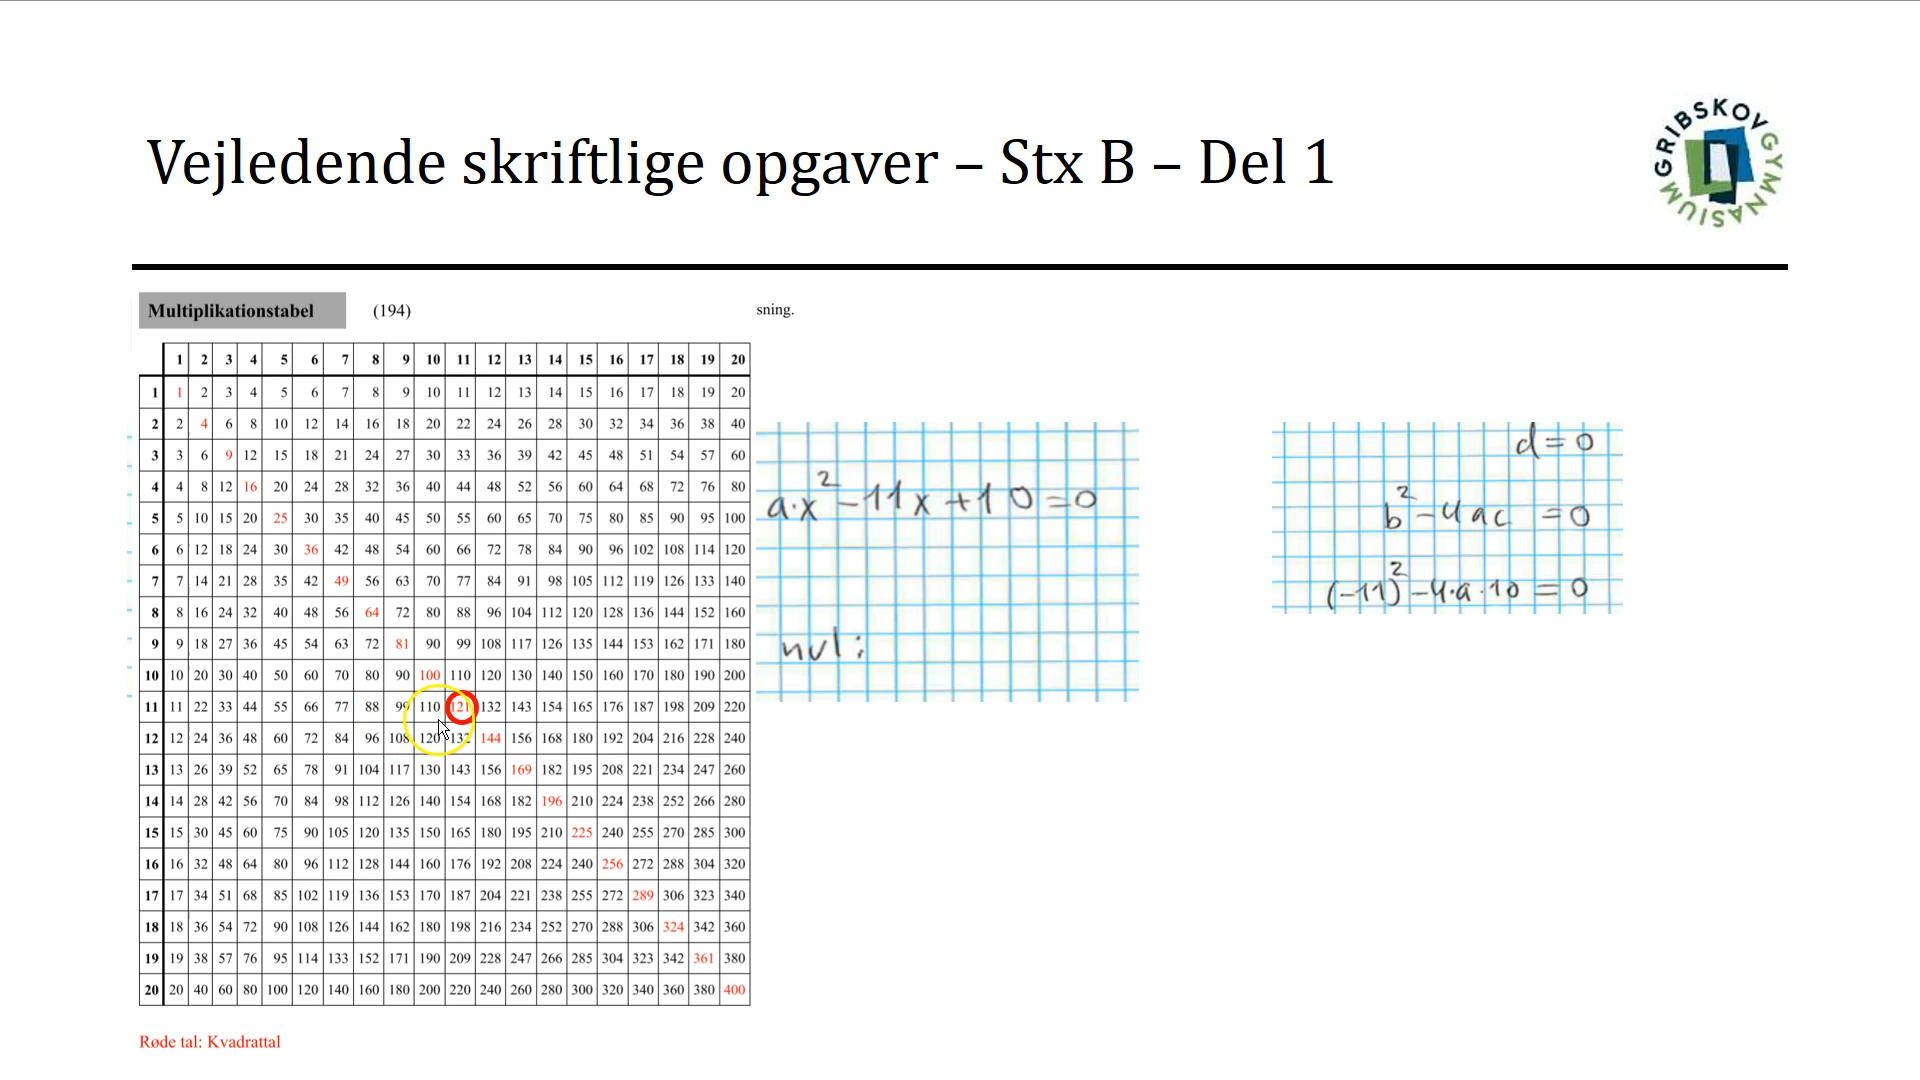 Vejledende skriftlige opgaver – Stx B – Del 1
GRIBSKOV GYMNASIUM
Multiplikationstabel (194)
sning.
1 2 3 4 5 6 7 8 9 10 11 12 13 14 15 16 17 18 19 20
1 1 2 3 4 5 6 7 8 9 10 11 12 13 14 15 16 17 18 19 20
2 2 4 6 8 10 12 14 16 18 20 22 24 26 28 30 32 34 36 38 40
3 3 6 9 12 15 18 21 24 27 30 33 36 39 42 45 48 51 54 57 60
4 4 8 12 16 20 24 28 32 36 40 44 48 52 56 60 64 68 72 76 80
5 5 10 15 20 25 30 35 40 45 50 55 60 65 70 75 80 85 90 95 100
6 6 12 18 24 30 36 42 48 54 60 66 72 78 84 90 96 102 108 114 120
7 7 14 21 28 35 42 49 56 63 70 77 84 91 98 105 112 119 126 133 140
8 8 16 24 32 40 48 56 64 72 80 88 96 104 112 120 128 136 144 152 160
9 9 18 27 36 45 54 63 72 81 90 99 108 117 126 135 144 153 162 171 180
10 10 20 30 40 50 60 70 80 90 100 110 120 130 140 150 160 170 180 190 200
11 11 22 33 44 55 66 77 88 99 110 121 132 143 154 165 176 187 198 209 220
12 12 24 36 48 60 72 84 96 108 120 132 144 156 168 180 192 204 216 228 240
13 13 26 39 52 65 78 91 104 117 130 143 156 169 182 195 208 221 234 247 260
14 14 28 42 56 70 84 98 112 126 140 154 168 182 196 210 224 238 252 266 280
15 15 30 45 60 75 90 105 120 135 150 165 180 195 210 225 240 255 270 285 300
16 16 32 48 64 80 96 112 128 144 160 176 192 208 224 240 256 272 288 304 320
17 17 34 51 68 85 102 119 136 153 170 187 204 221 238 255 272 289 306 323 340
18 18 36 54 72 90 108 126 144 162 180 198 216 234 252 270 288 306 324 342 360
19 19 38 57 76 95 114 133 152 171 190 209 228 247 266 285 304 323 342 361 380
20 20 40 60 80 100 120 140 160 180 200 220 240 260 280 300 320 340 360 380 400
Røde tal: Kvadrattal
a·x²-11x+10=0
nul:
d=0
b²-4ac=0
(-11)²-4·a·10=0